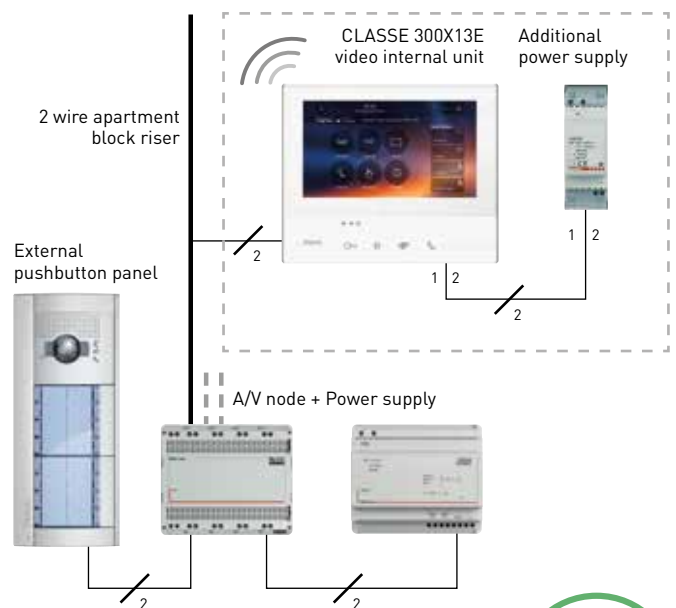 CLASSE 300X13E
video internal unit
Additional
power supply
2 wire apartment
block riser
2
1 2
1 2
2
External
pushbutton panel
A/V node + Power supply
2
2